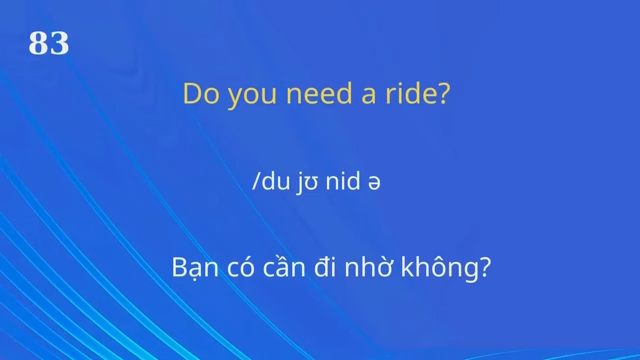 83
Do you need a ride?
/du jʊ nid ə
Bạn có cần đi nhờ không?